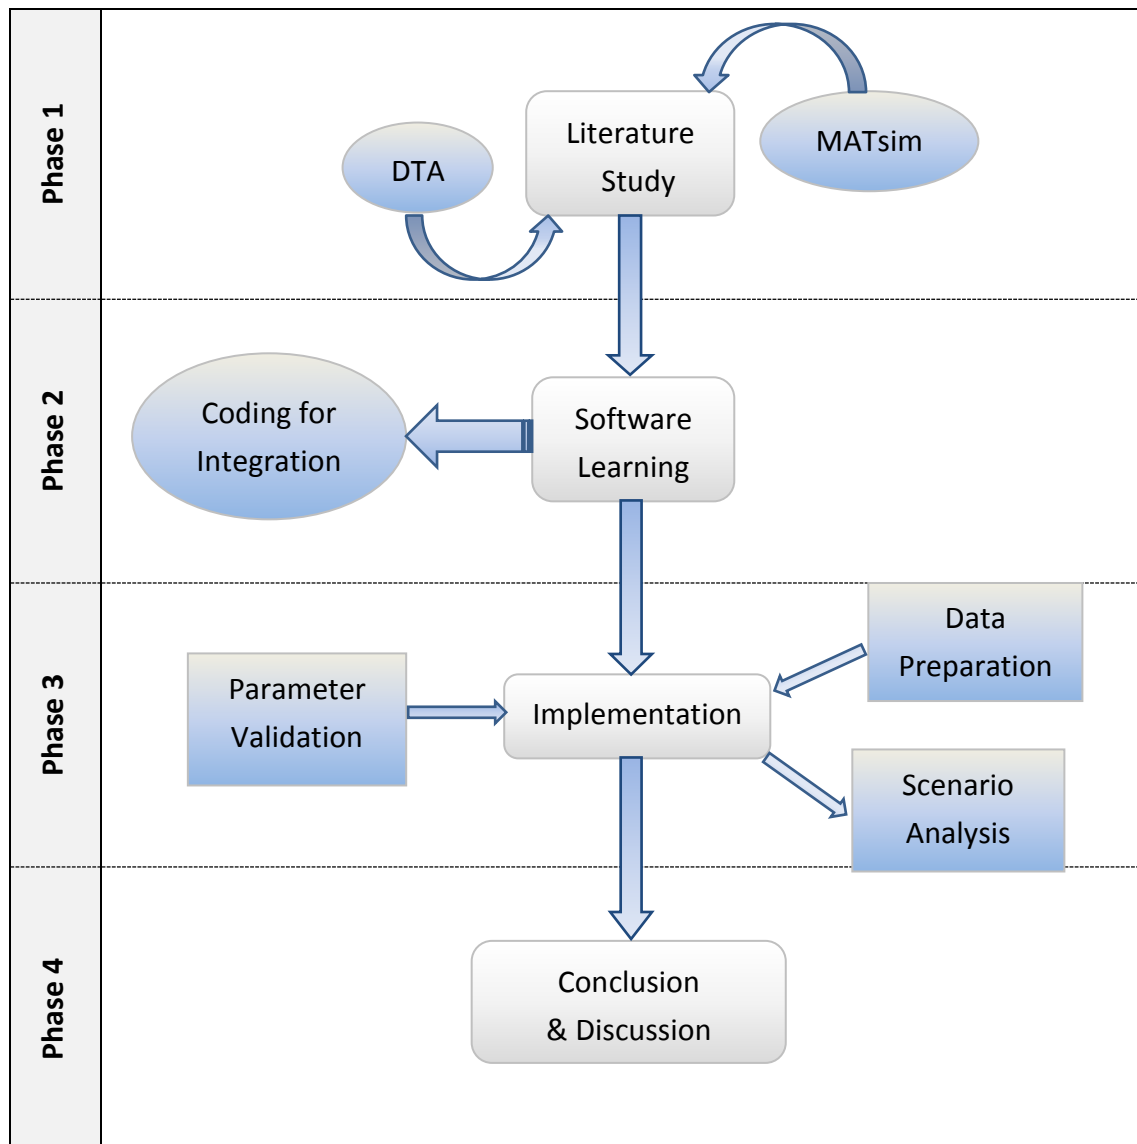 Phase 1
Literature
Study
MATsim
DTA
Phase 2
Coding for
Integration
Software
Learning
Phase 3
Data
Preparation
Parameter
Validation
Implementation
Scenario
Analysis
Phase 4
Conclusion
& Discussion